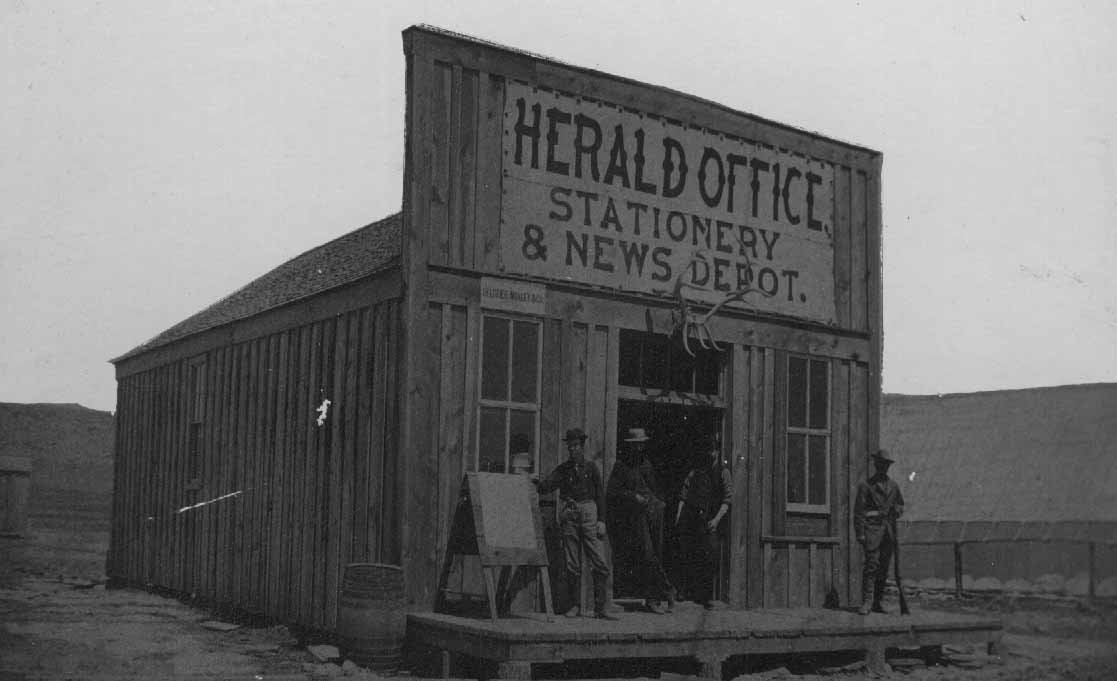 HERALD OFFICE.
STATIONERY
& NEWS DEPOT.